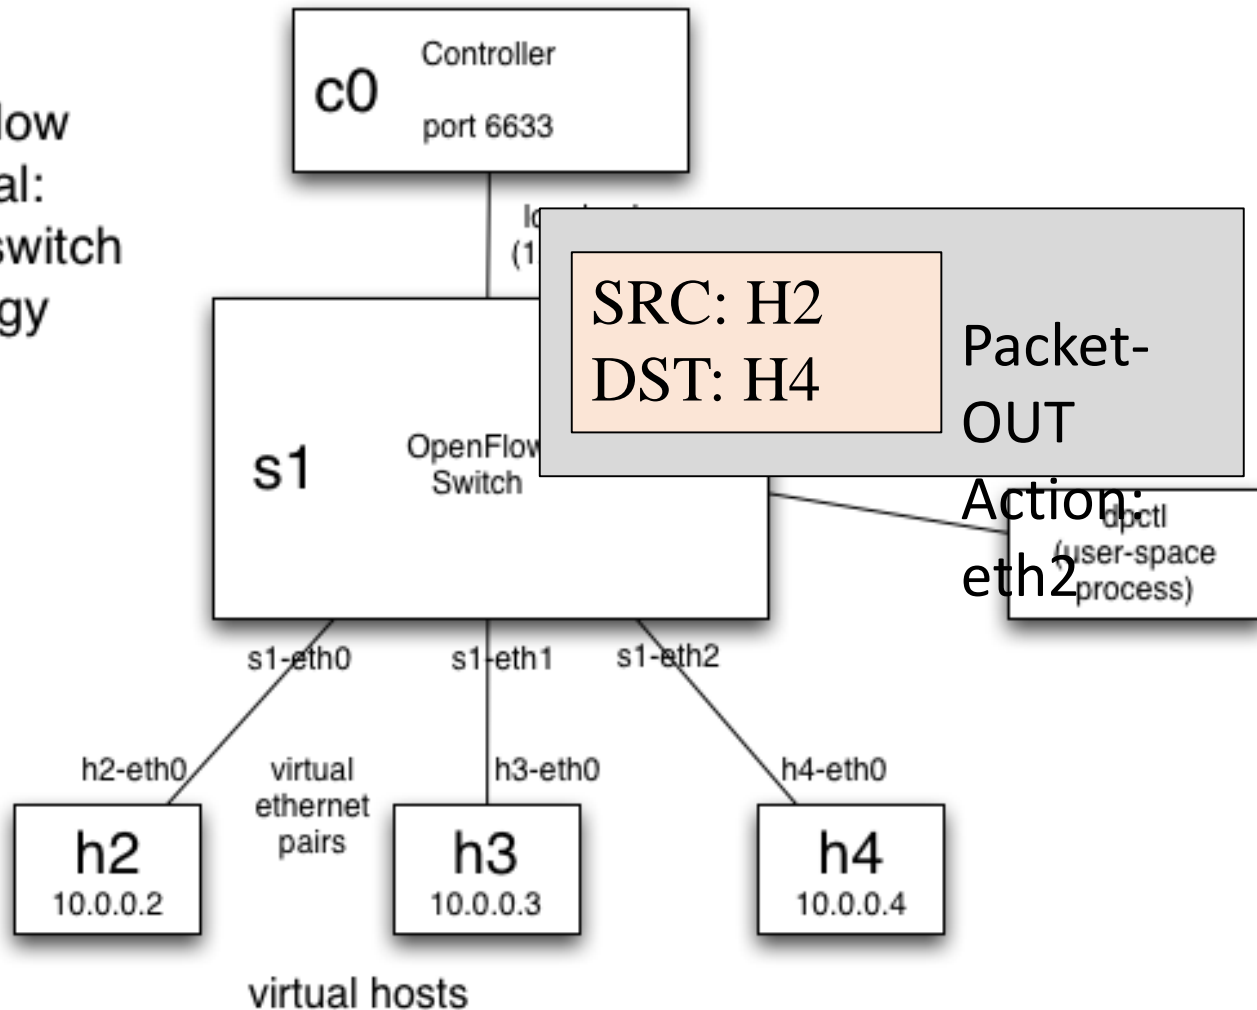 Controller
c0
port 6633
low
al:
switch
gy
(1
SRC: H2
DST: H4
Packet-
OUT
Action:
eth2
s1
OpenFlow
Switch
dpctl
(user-space
process)
s1-eth0
s1-eth1
s1-eth2
h2-eth0
virtual
ethernet
pairs
h3-eth0
h4-eth0
h2
10.0.0.2
h3
10.0.0.3
h4
10.0.0.4
virtual hosts